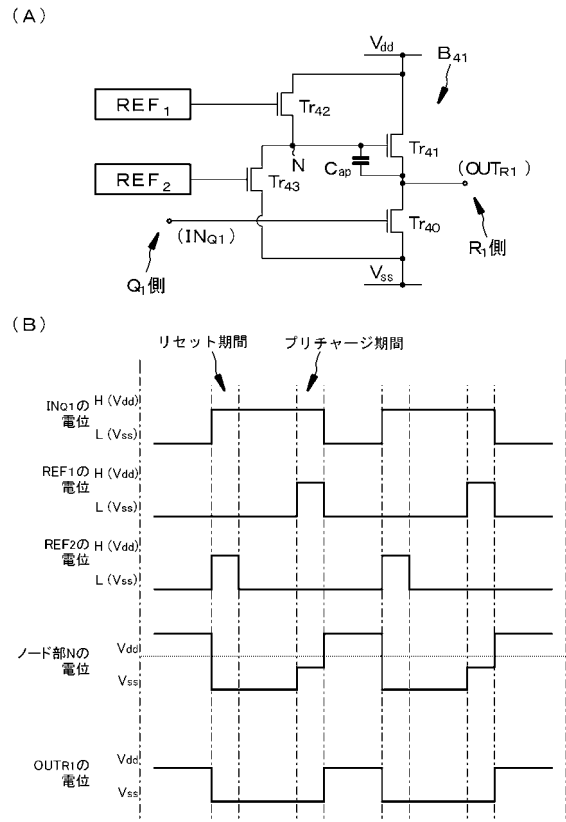 (A)
Vdd
B41
REF1
Tr42
N
Cap
Tr41
(OUTR1)
REF2
Tr43
(INQ1)
Tr40
Q1側
Vss
R1側
(B)
リセット期間
プリチャージ期間
INQ1の電位
H(Vdd)
L(Vss)
REF1の電位
H(Vdd)
L(Vss)
REF2の電位
H(Vdd)
L(Vss)
ノード部Nの電位
Vdd
Vss
OUTR1の電位
Vdd
Vss